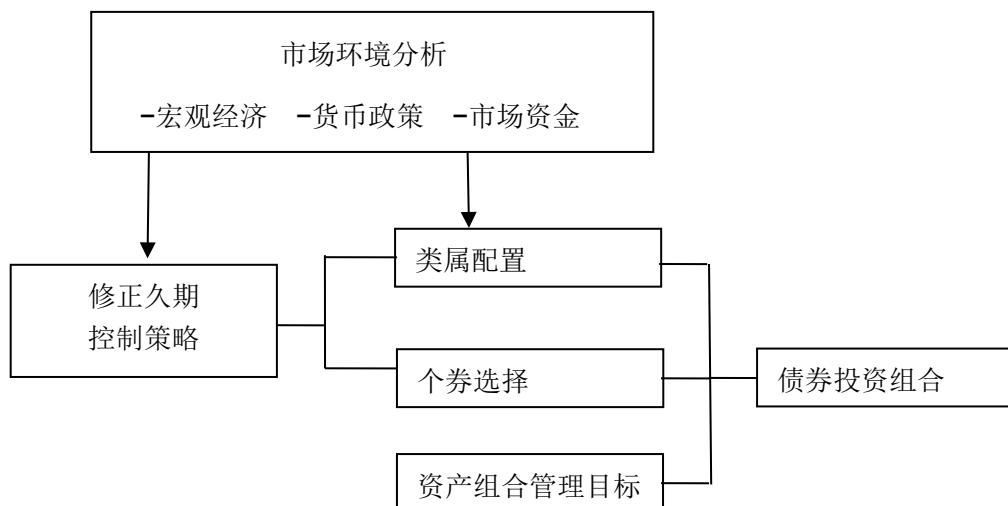 市场环境分析
–宏观经济 –货币政策 –市场资金
类属配置
修正久期
控制策略
个券选择
债券投资组合
资产组合管理目标